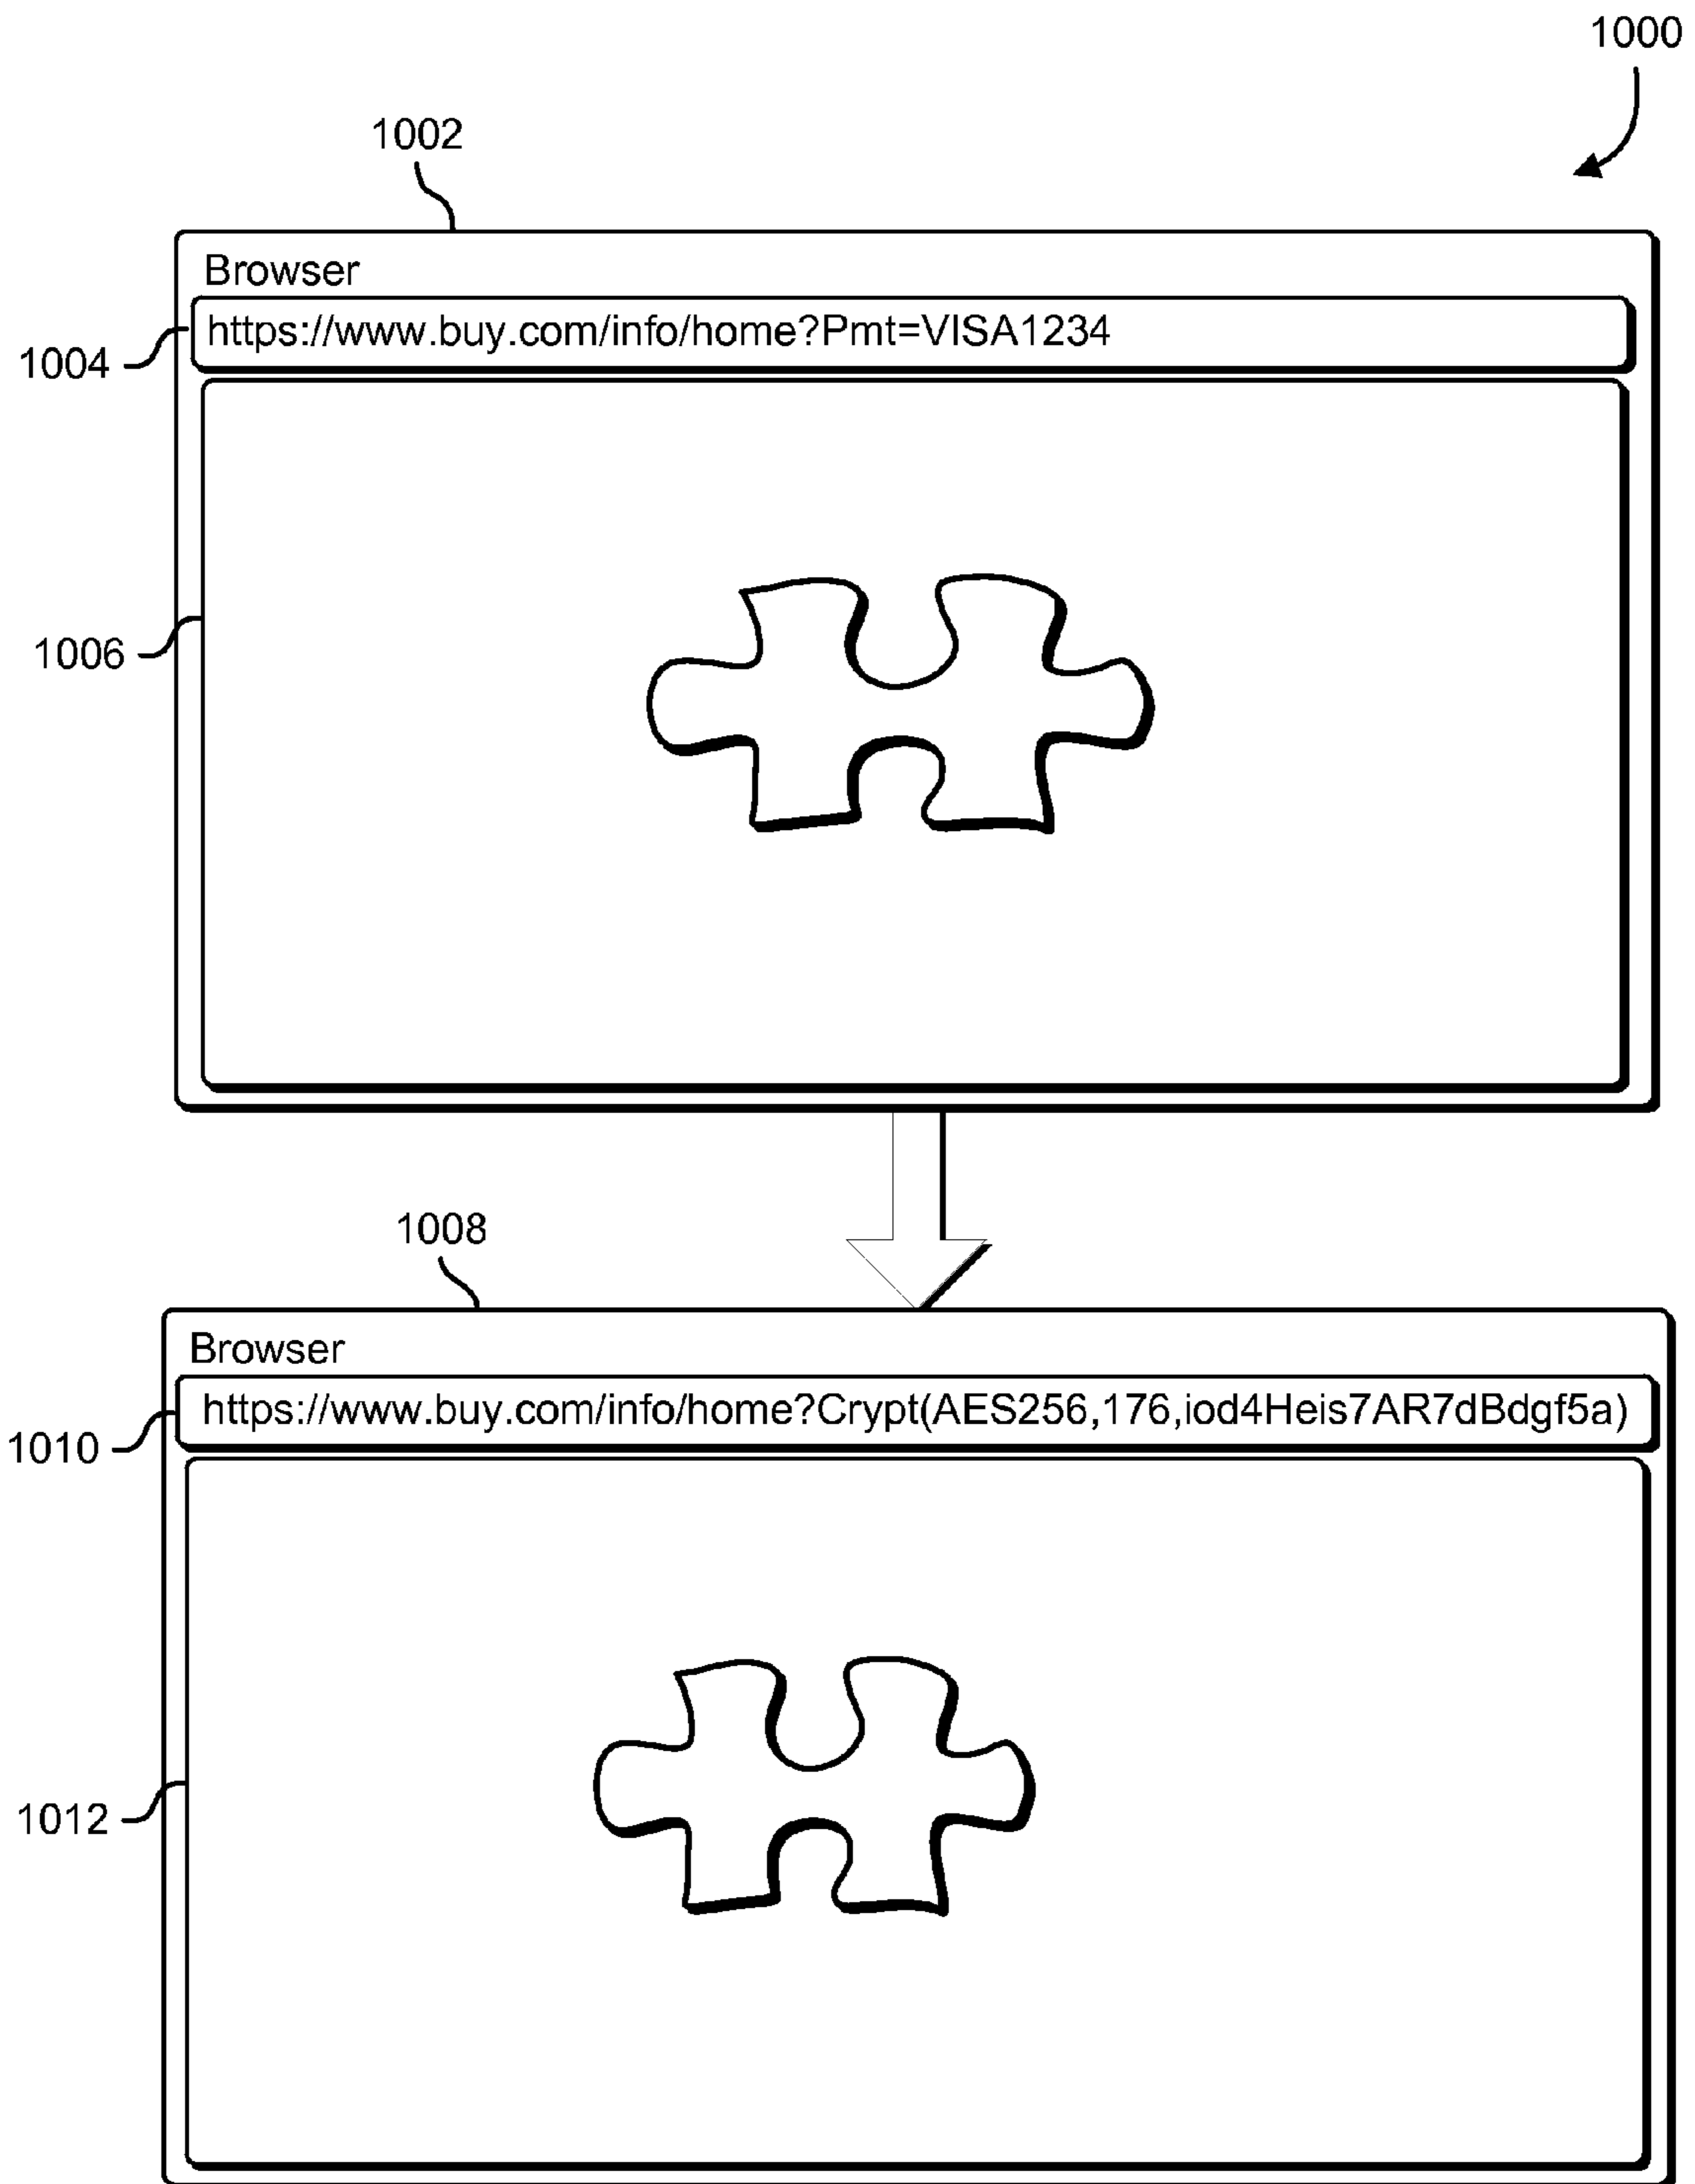 1000
1002
Browser
https://www.buy.com/info/home?Pmt=VISA1234
1004
1006
1008
Browser
https://www.buy.com/info/home?Crypt(AES256,176,iod4Heis7AR7dBdgf5a)
1010
1012